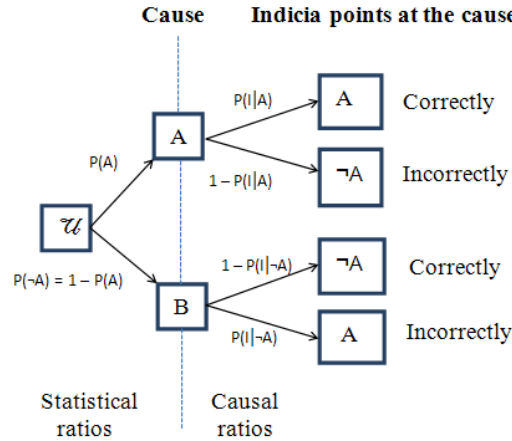 Cause
Indicia points at the cause
P(I|A)
A
Correctly
A
P(A)
1 – P(I|A)
¬A
Incorrectly
𝒰
P(¬A) = 1 – P(A)
1 – P(I|¬A)
¬A
Correctly
B
P(I|¬A)
A
Incorrectly
Statistical
ratios
Causal
ratios